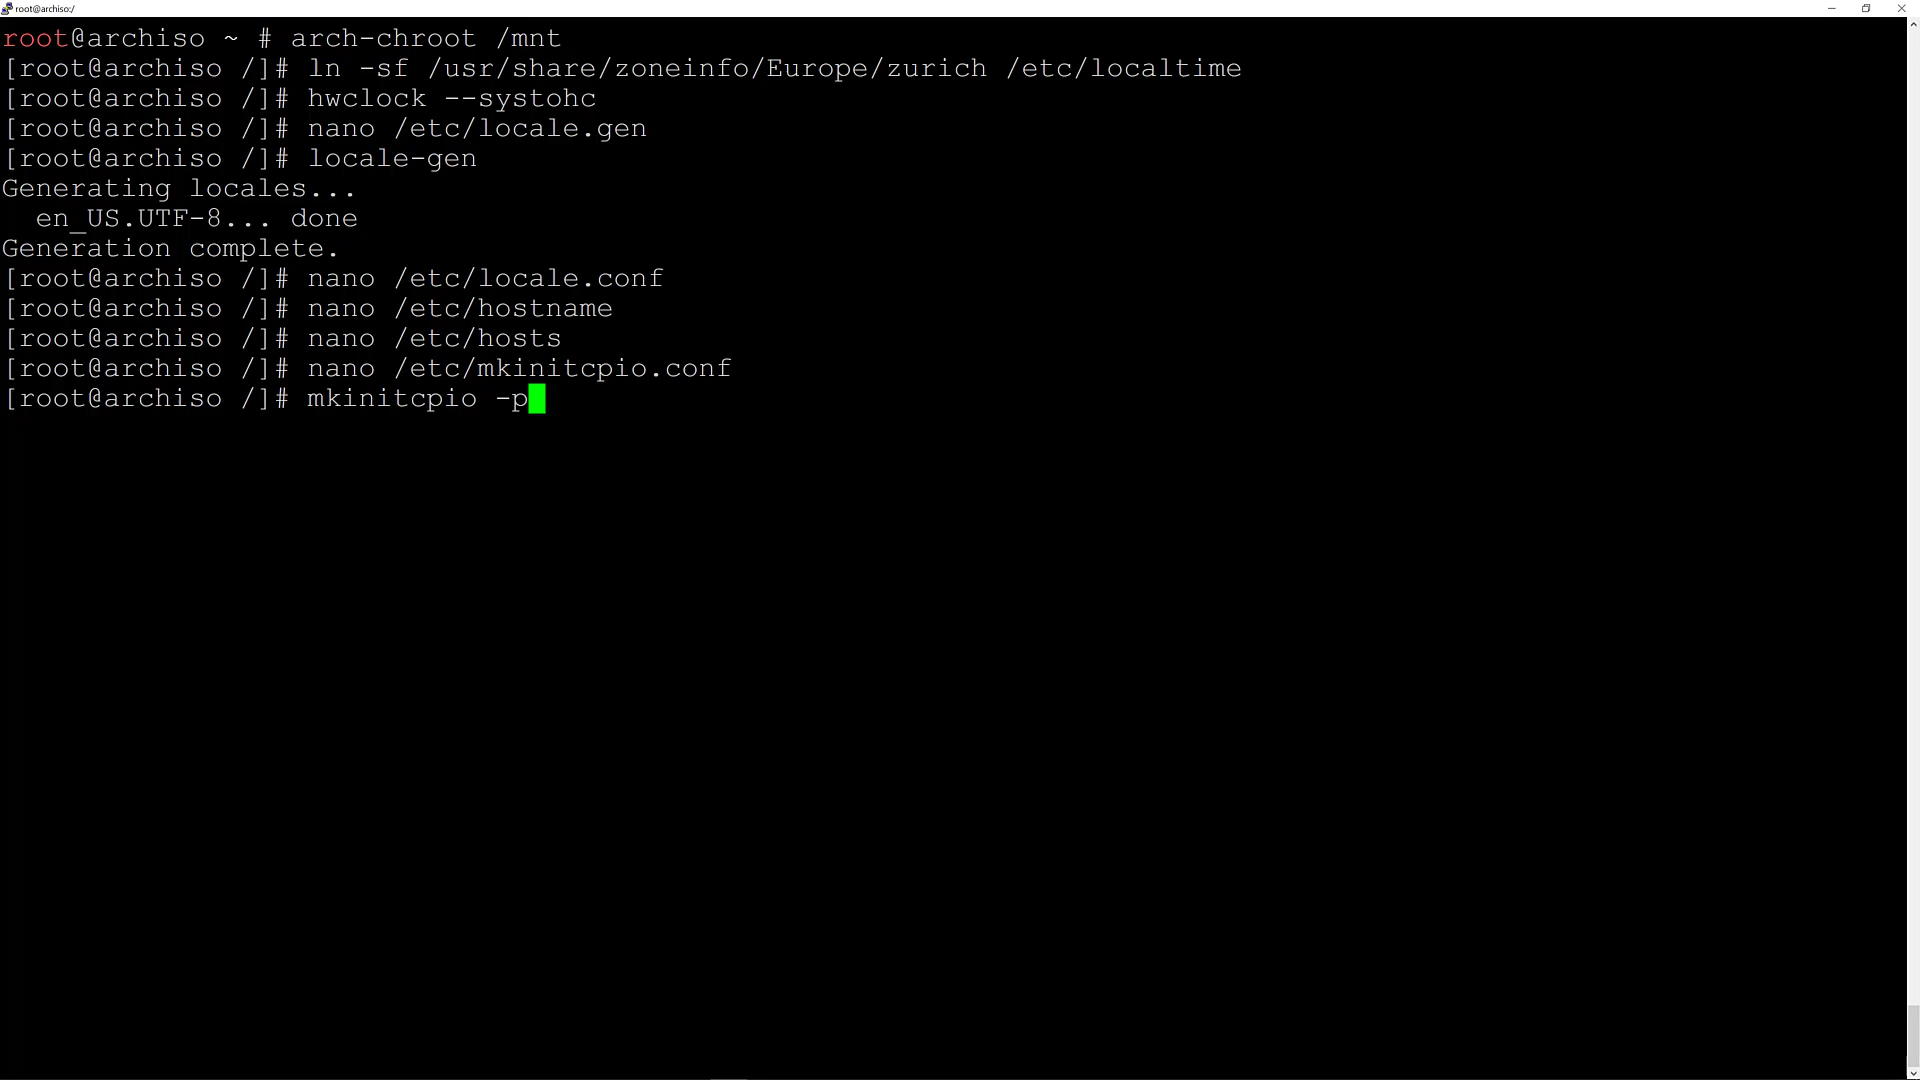 root@archiso:/
root@archiso ~ # arch-chroot /mnt
[root@archiso /]# ln -sf /usr/share/zoneinfo/Europe/zurich /etc/localtime
[root@archiso /]# hwclock --systohc
[root@archiso /]# nano /etc/locale.gen
[root@archiso /]# locale-gen
Generating locales...
  en_US.UTF-8... done
Generation complete.
[root@archiso /]# nano /etc/locale.conf
[root@archiso /]# nano /etc/hostname
[root@archiso /]# nano /etc/hosts
[root@archiso /]# nano /etc/mkinitcpio.conf
[root@archiso /]# mkinitcpio -p